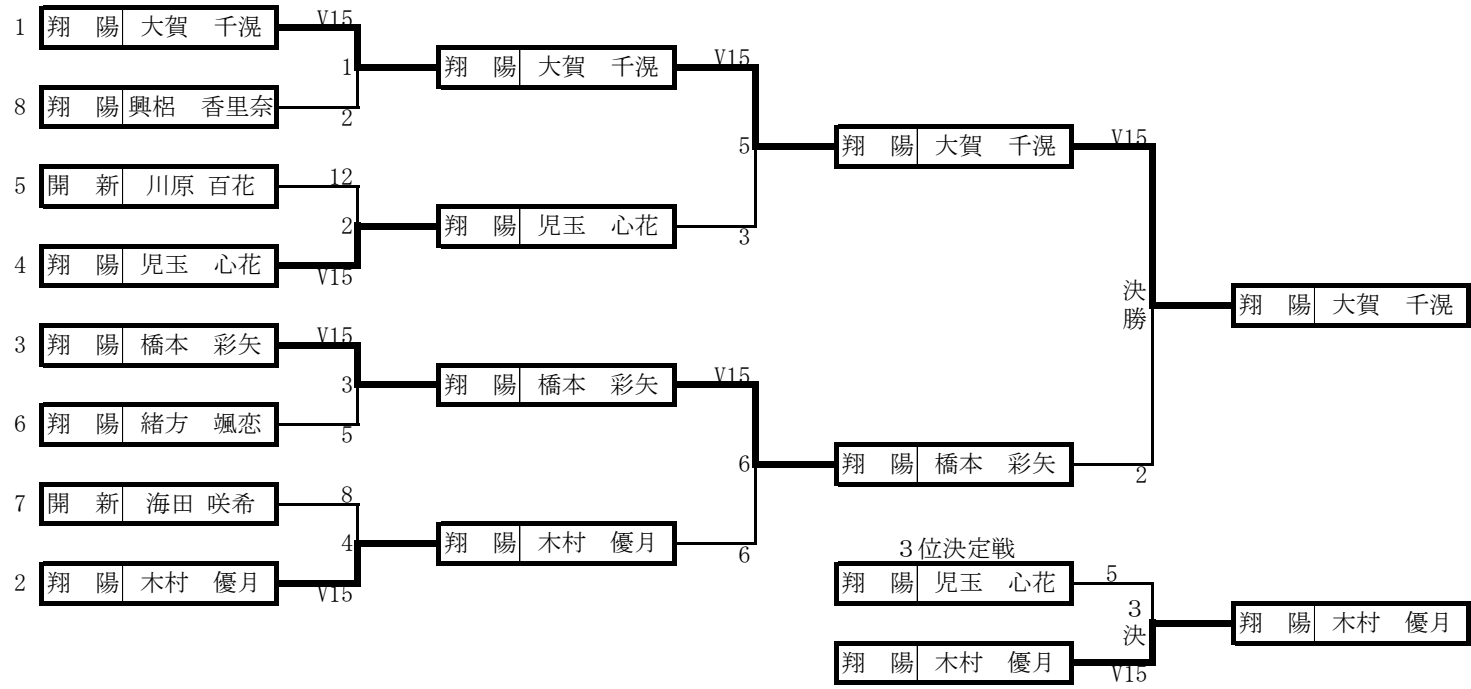 1 翔 陽 大賀 千滉 V15
1
8 翔 陽 興梠 香里奈 2
5 開 新 川原 百花 12
2
4 翔 陽 児玉 心花 V15
3 翔 陽 橋本 彩矢 V15
3
6 翔 陽 緒方 颯恋 5
7 開 新 海田 咲希 8
4
2 翔 陽 木村 優月 V15
翔 陽 大賀 千滉 V15
5
翔 陽 児玉 心花 3
翔 陽 橋本 彩矢 V15
6
翔 陽 木村 優月 6
翔 陽 大賀 千滉 V15
決勝
翔 陽 橋本 彩矢 2
翔 陽 大賀 千滉
3位決定戦
翔 陽 児玉 心花 5
3決
翔 陽 木村 優月 V15
翔 陽 木村 優月